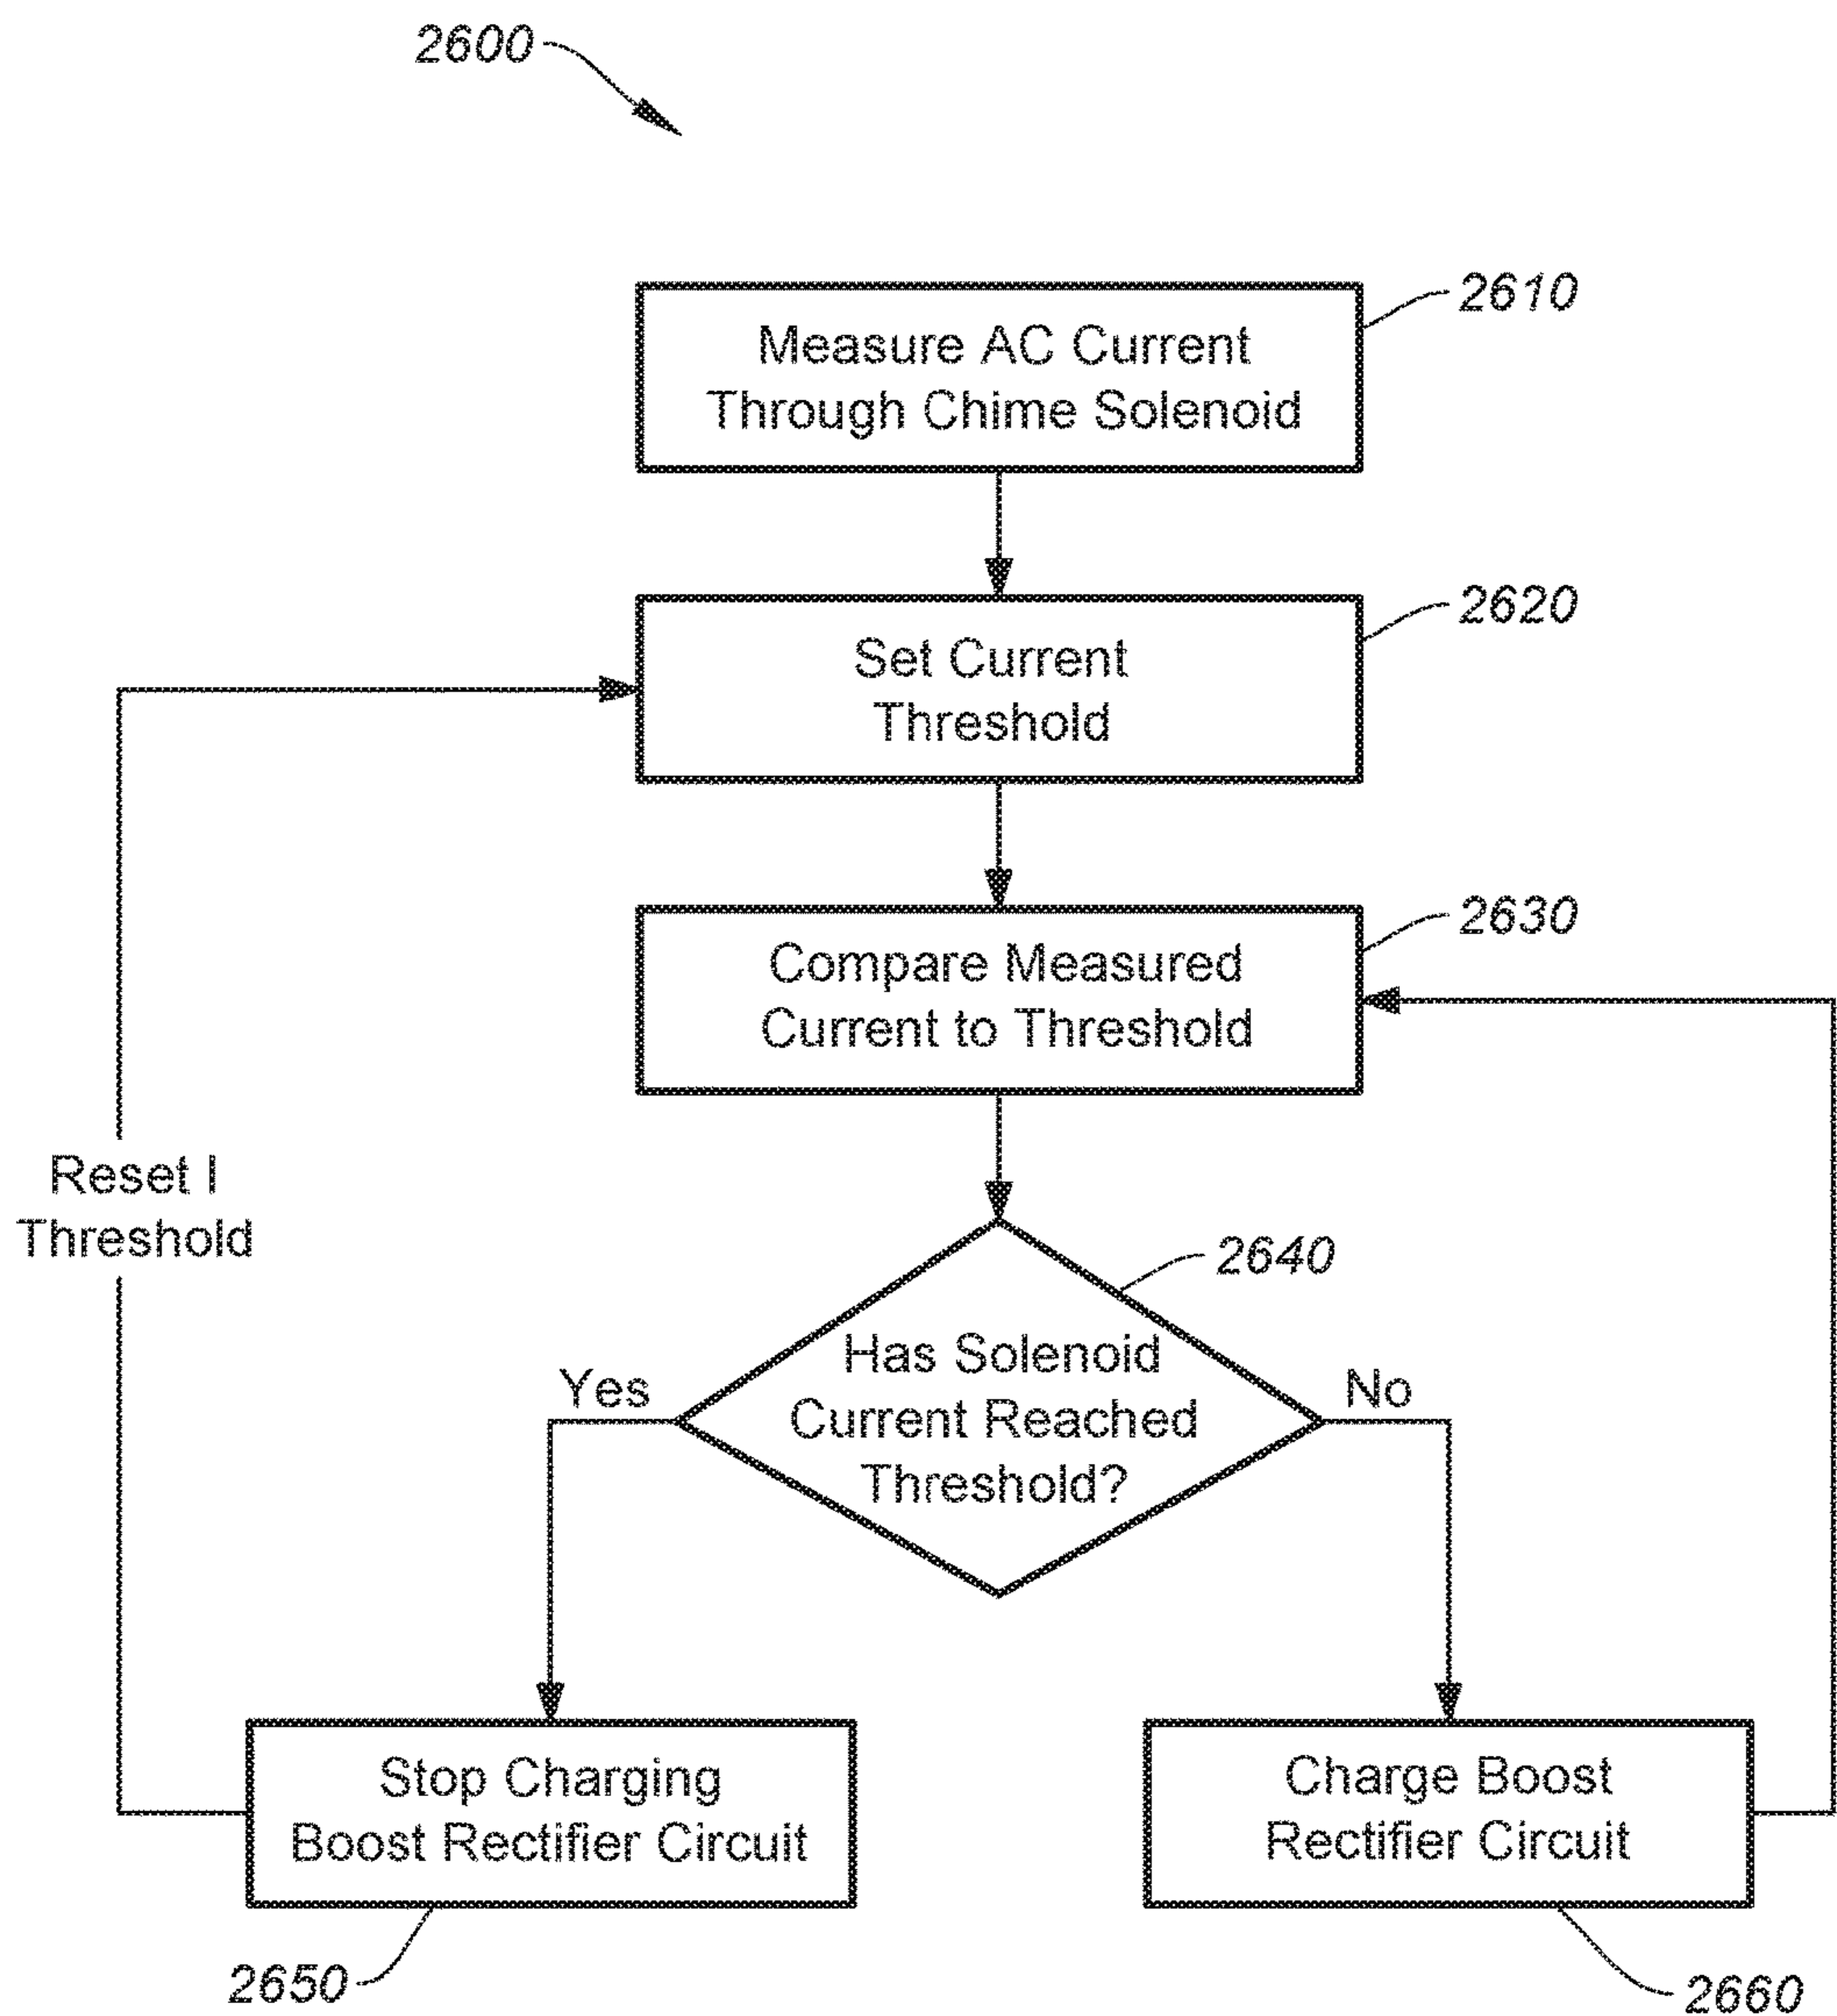 2600
2610
Measure AC Current
Through Chime Solenoid
2620
Set Current
Threshold
2630
Compare Measured
Current to Threshold
Reset I
Threshold
2640
Has Solenoid
Current Reached
Threshold?
Yes
No
Stop Charging
Boost Rectifier Circuit
Charge Boost
Rectifier Circuit
2650
2660